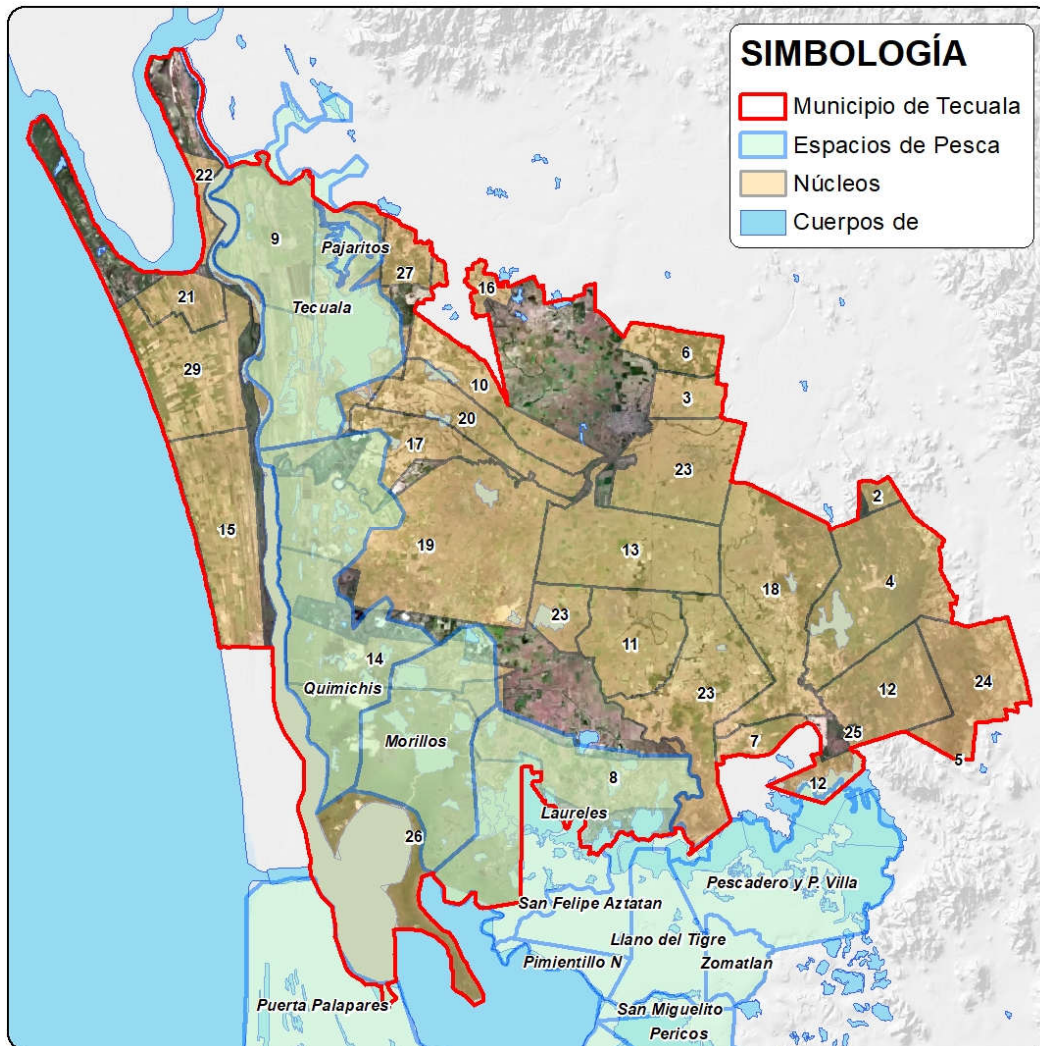 SIMBOLOGÍA
Municipio de Tecuala
Espacios de Pesca
Núcleos
Cuerpos de
22
9
Pajaritos
27
16
21
Tecuala
29
10
6
20
3
17
23
2
15
19
13
18
4
23
11
14
12
24
Quimichis
23
Morillos
7
25
5
8
12
Laureles
26
Pescadero y P. Villa
San Felipe Aztatan
Llano del Tigre
Pimientillo N
Zomatlan
Puerta Palapares
San Miguelito
Pericos